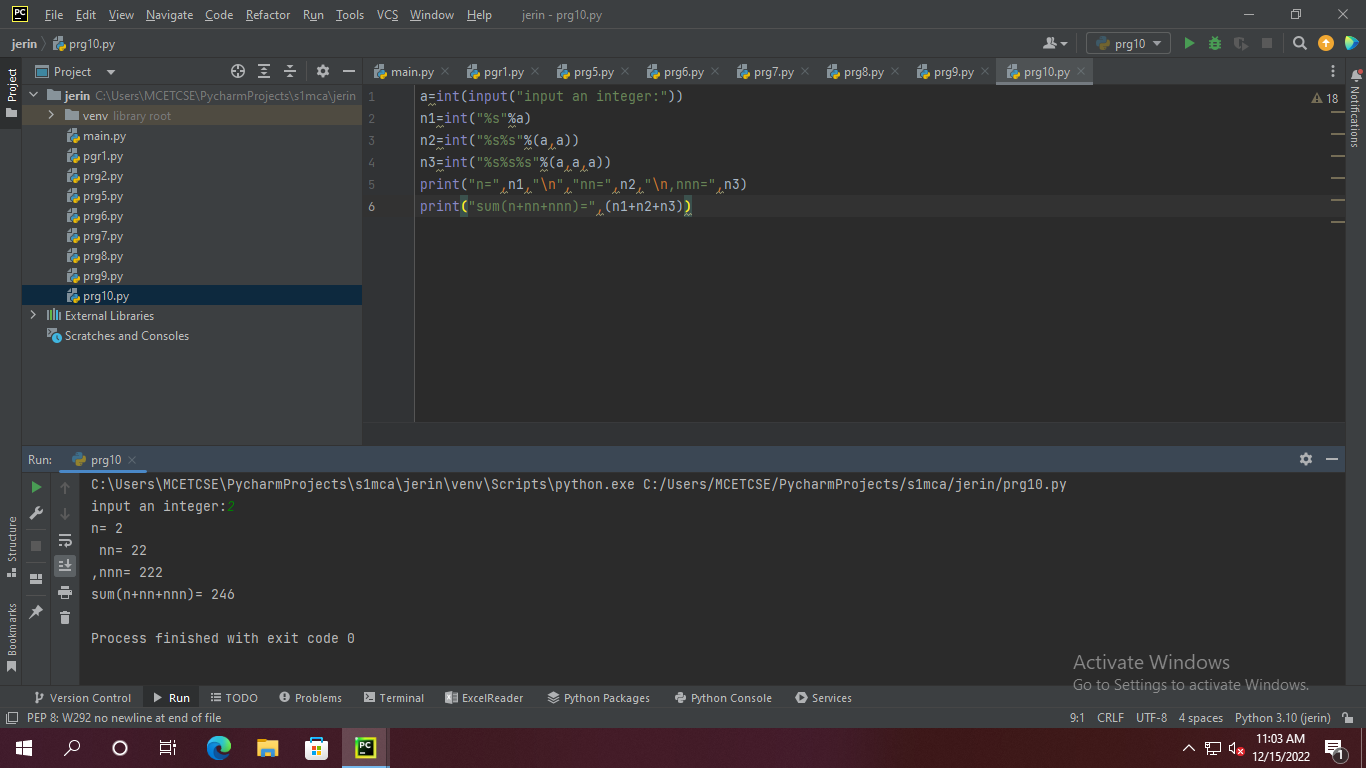 PC File Edit View Navigate Code Refactor Run Tools VCS Window Help jerin - prg10.py
jerin prg10.py prg10
Project main.py pgr1.py prg5.py prg6.py prg7.py prg8.py prg9.py prg10.py
Project
Notifications
jerin C:\Users\MCETCSE\PycharmProjects\s1mca\jerin
venv library root
main.py
pgr1.py
prg2.py
prg5.py
prg6.py
prg7.py
prg8.py
prg9.py
prg10.py
External Libraries
Scratches and Consoles
1 a=int(input("input an integer:")) 18
2 n1=int("%s"%a)
3 n2=int("%s%s"%(a,a))
4 n3=int("%s%s%s"%(a,a,a))
5 print("n=",n1,"\n","nn=",n2,"\n,nnn=",n3)
6 print("sum(n+nn+nnn)=",(n1+n2+n3))
Run: prg10
C:\Users\MCETCSE\PycharmProjects\s1mca\jerin\venv\Scripts\python.exe C:/Users/MCETCSE/PycharmProjects/s1mca/jerin/prg10.py
input an integer:2
n= 2
nn= 22
,nnn= 222
sum(n+nn+nnn)= 246
Process finished with exit code 0
Structure
Bookmarks
Activate Windows
Go to Settings to activate Windows.
Version Control Run TODO Problems Terminal ExcelReader Python Packages Python Console Services
PEP 8: W292 no newline at end of file 9:1 CRLF UTF-8 4 spaces Python 3.10 (jerin)
PC 11:03 AM
12/15/2022 1